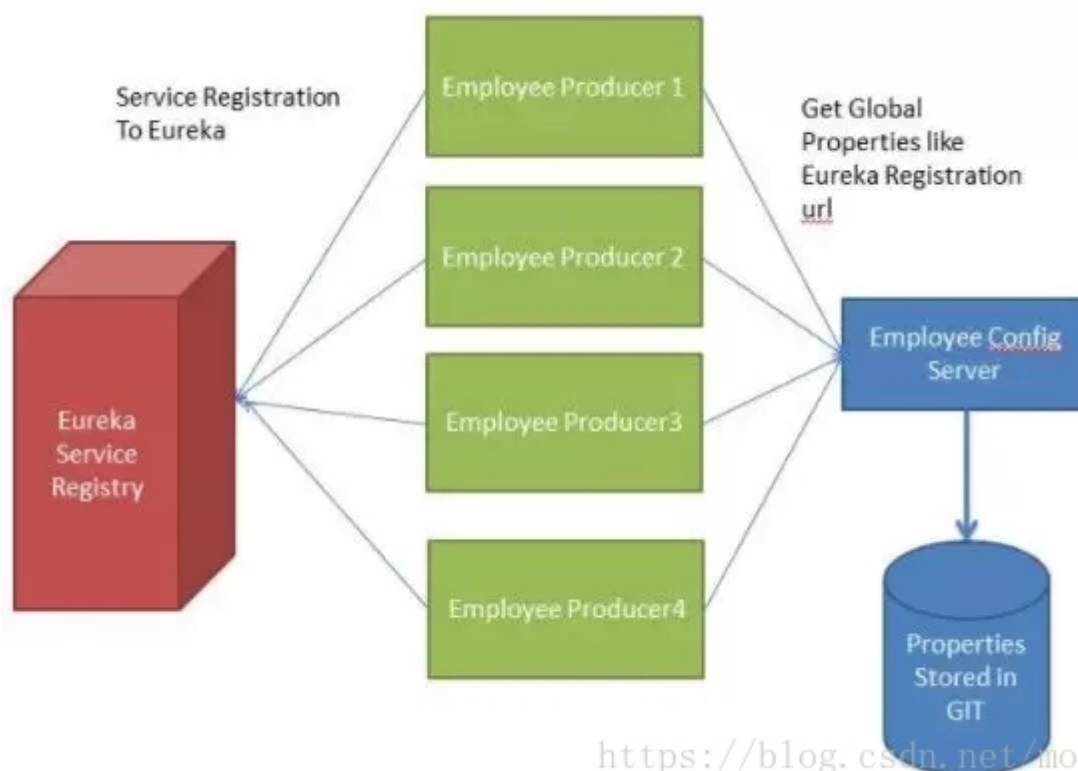 Service Registration
To Eureka
Employee Producer 1
Get Global
Properties like
Eureka Registration
url
Employee Producer 2
Employee Config
Server
Eureka
Service
Registry
Employee Producer3
Employee Producer4
Properties
Stored in
GIT
https://blog.csdn.net/mo